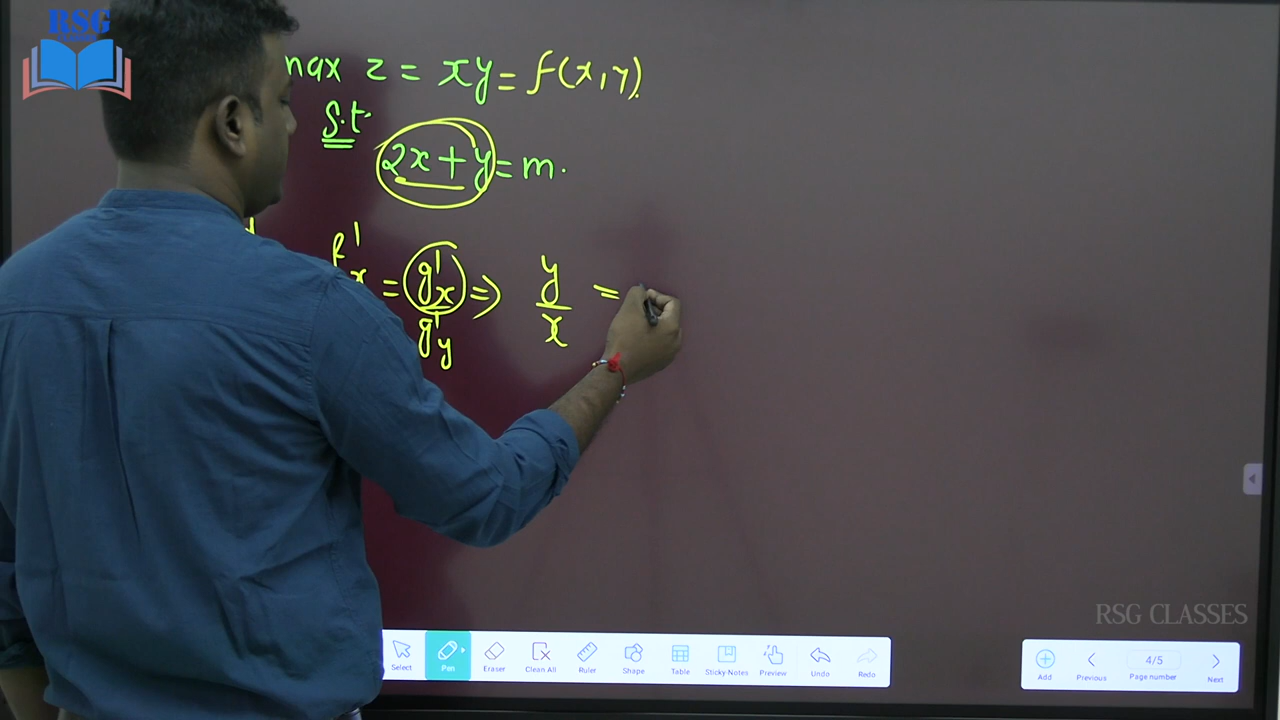 RSG
max z = xy = f(x,y).
S.t.
2x + y = m.
f'x = g'x / g'y ⇒ y/x =
RSG CLASSES
Select Pen Eraser Clean All Ruler Shape Table Sticky Notes Preview Undo Redo
Add Previous 4/5 Page number Next